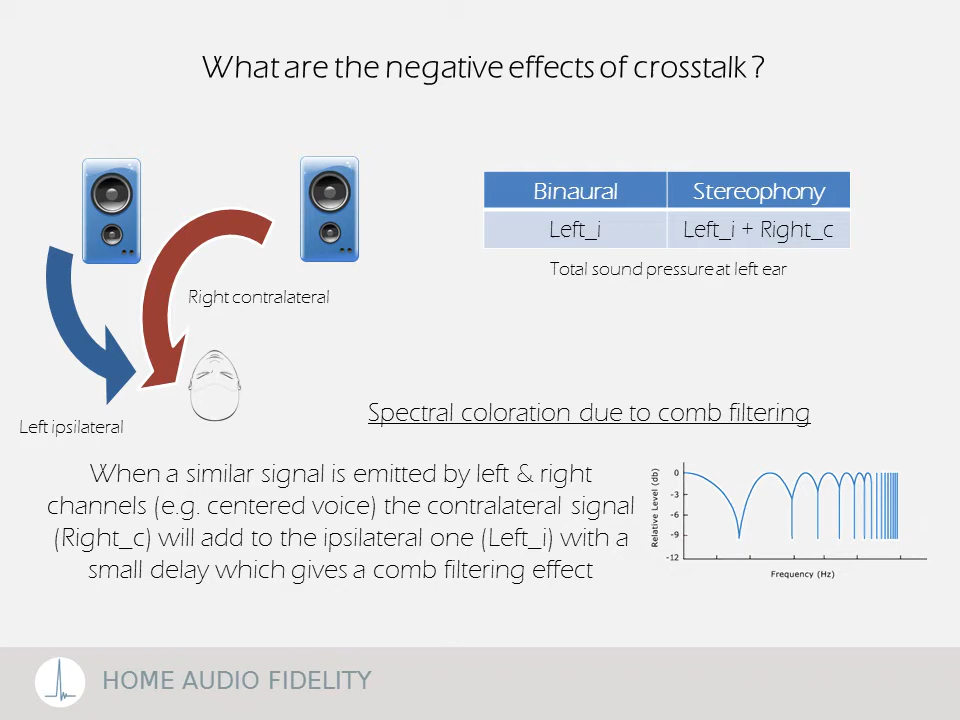 What are the negative effects of crosstalk ?
Binaural Stereophony
Left_i Left_i + Right_c
Total sound pressure at left ear
Right contralateral
Left ipsilateral
Spectral coloration due to comb filtering
When a similar signal is emitted by left & right
channels (e.g. centered voice) the contralateral signal
(Right_c) will add to the ipsilateral one (Left_i) with a
small delay which gives a comb filtering effect
Relative Level (db)
0
-3
-6
-9
-12
Frequency (Hz)
HOME AUDIO FIDELITY